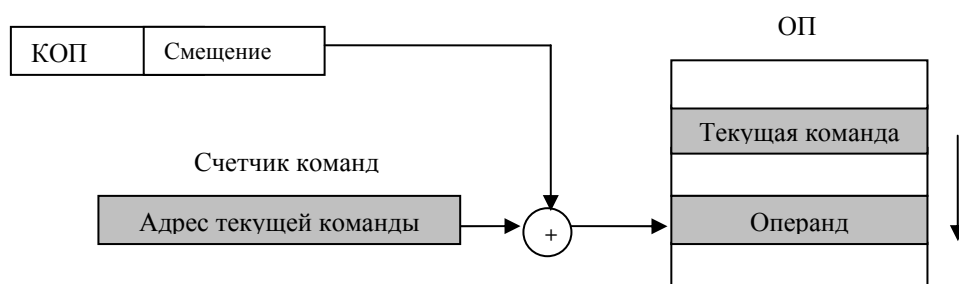 ОП
КОП
Смещение
Текущая команда
Счетчик команд
Адрес текущей команды
+
Операнд